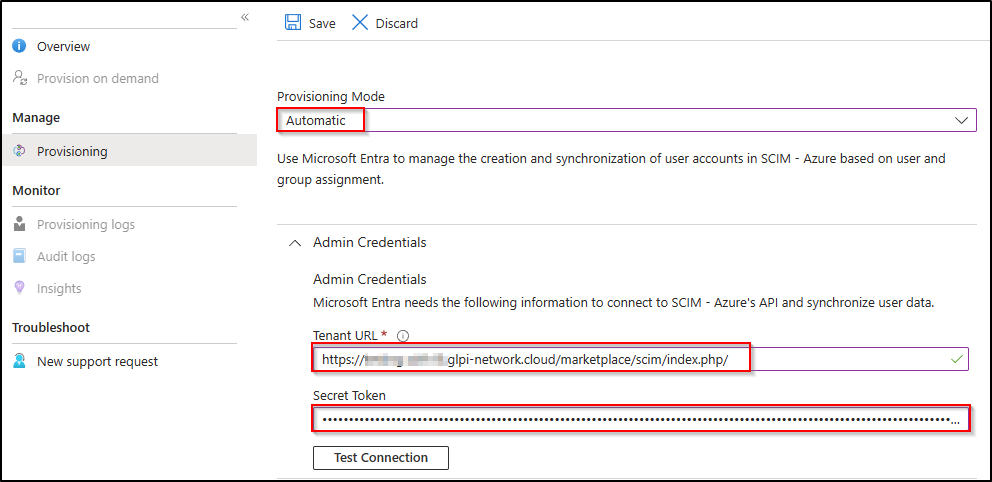 «
Save Discard
Overview
Provision on demand
Manage
Provisioning
Monitor
Provisioning logs
Audit logs
Insights
Troubleshoot
New support request
Provisioning Mode
Automatic
Use Microsoft Entra to manage the creation and synchronization of user accounts in SCIM - Azure based on user and
group assignment.
Admin Credentials
Admin Credentials
Microsoft Entra needs the following information to connect to SCIM - Azure's API and synchronize user data.
Tenant URL *
https:// glpi-network.cloud/marketplace/scim/index.php/
Secret Token
Test Connection